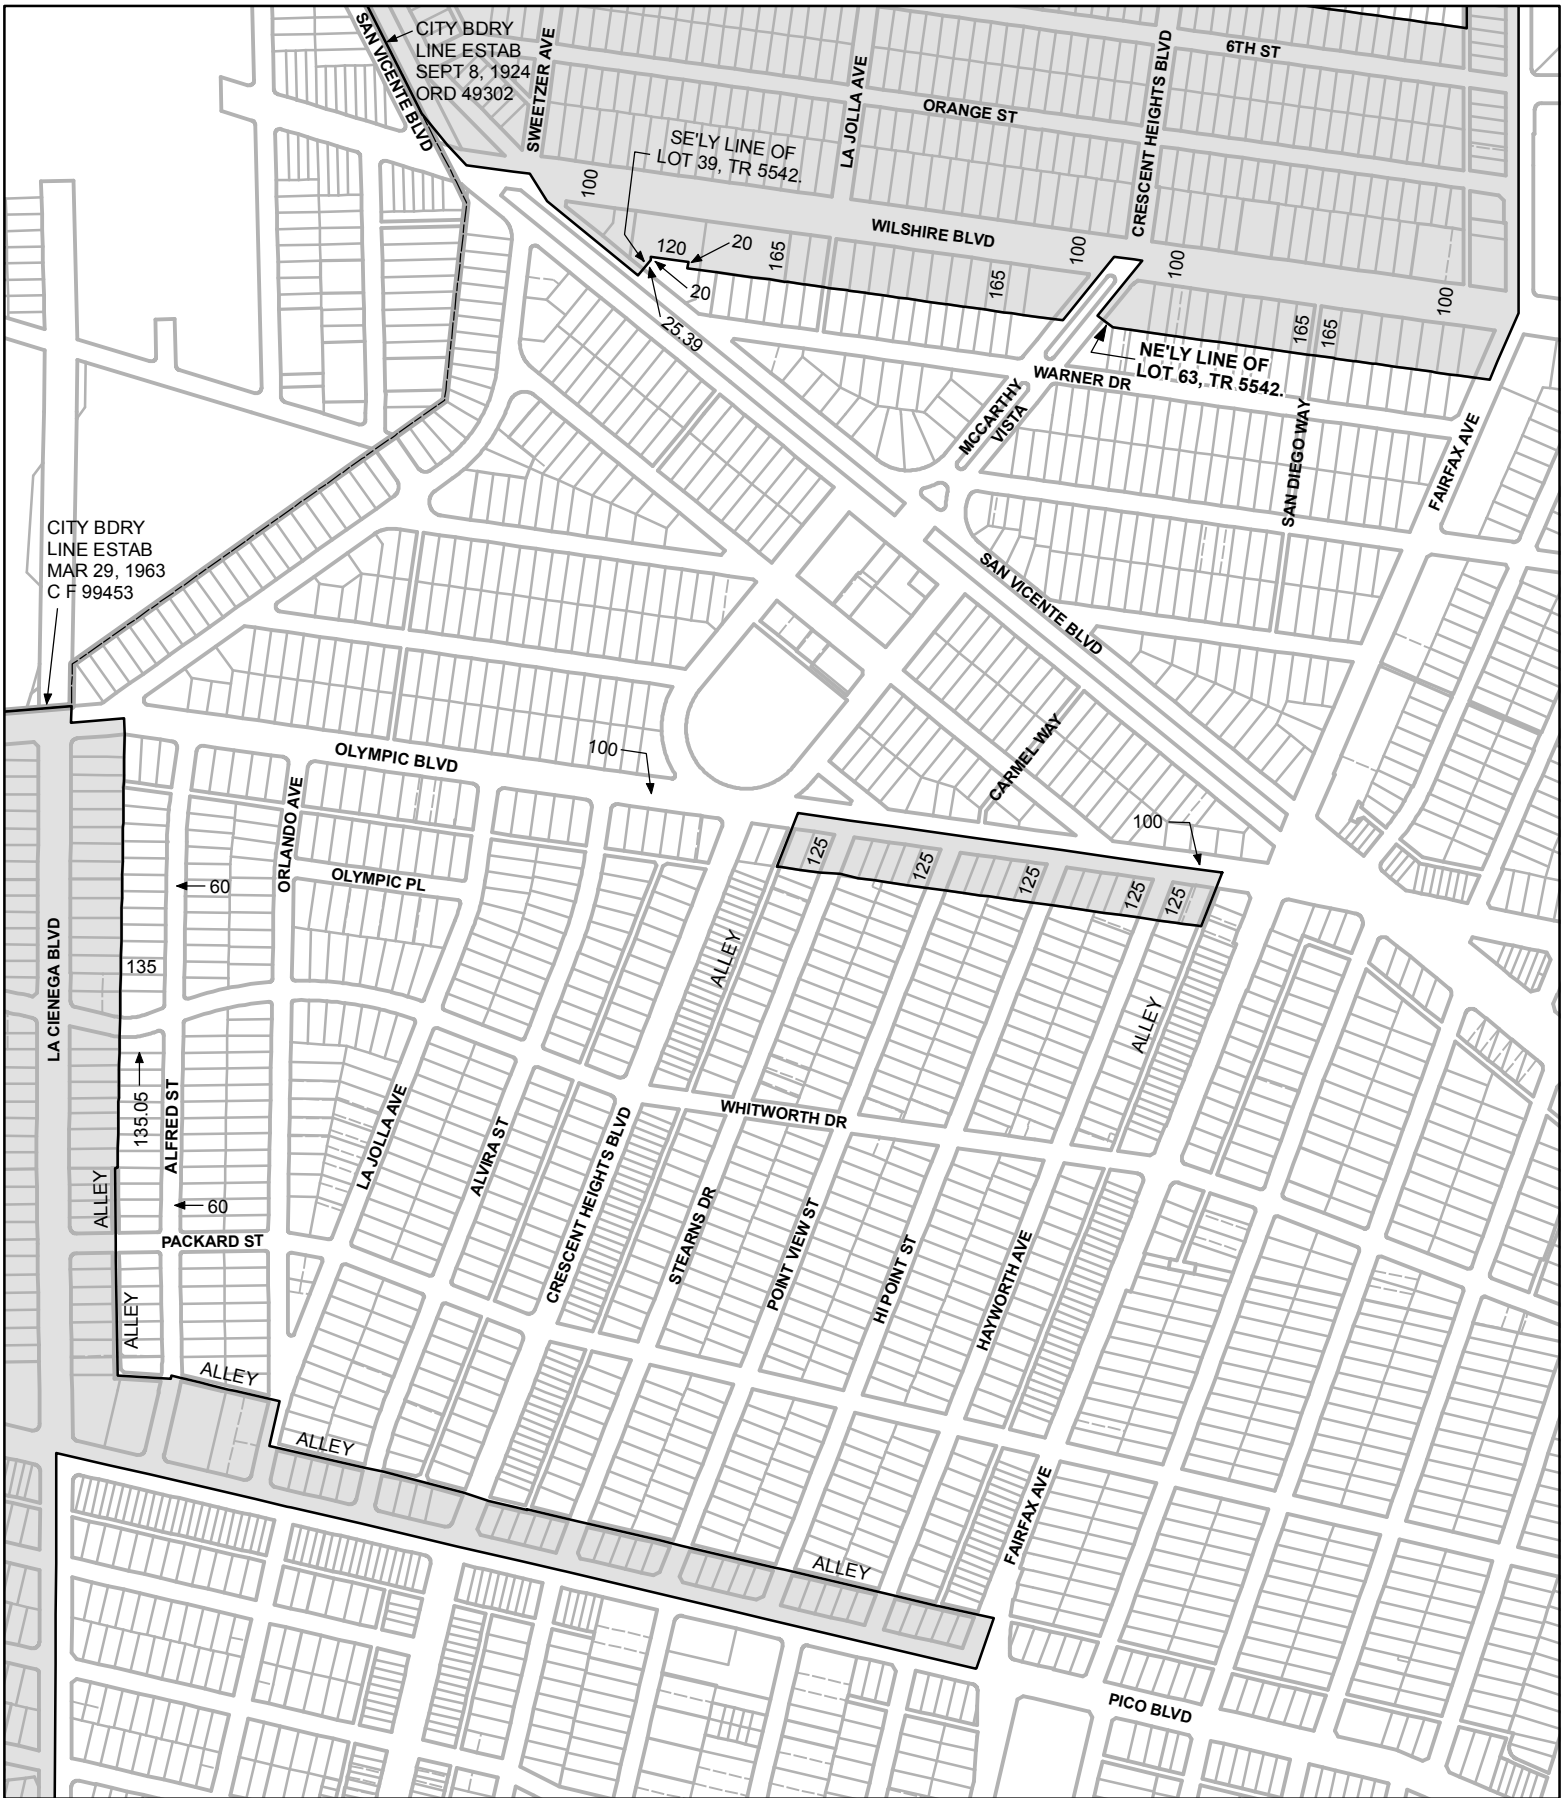 SAN VICENTE BLVD
CITY BDRY
LINE ESTAB
SEPT 8, 1924
ORD 49302
SWEETZER AVE
LA JOLLA AVE
CRESCENT HEIGHTS BLVD
6TH ST
ORANGE ST
SE'LY LINE OF
LOT 39, TR 5542.
100
WILSHIRE BLVD
120
20
165
20
25.39
165
100
100
100
165
165
NE'LY LINE OF
LOT 63, TR 5542.
WARNER DR
MCCARTHY
VISTA
SAN DIEGO WAY
FAIRFAX AVE
CITY BDRY
LINE ESTAB
MAR 29, 1963
C F 99453
SAN VICENTE BLVD
CARMEL WAY
OLYMPIC BLVD
100
100
ORLANDO AVE
125
125
125
125
125
60
OLYMPIC PL
LA CIENEGA BLVD
135
ALLEY
ALLEY
135.05
ALFRED ST
LA JOLLA AVE
ALVIRA ST
CRESCENT HEIGHTS BLVD
WHITWORTH DR
ALLEY
60
PACKARD ST
STEARNS DR
POINT VIEW ST
HI POINT ST
HAYWORTH AVE
ALLEY
ALLEY
ALLEY
ALLEY
FAIRFAX AVE
PICO BLVD